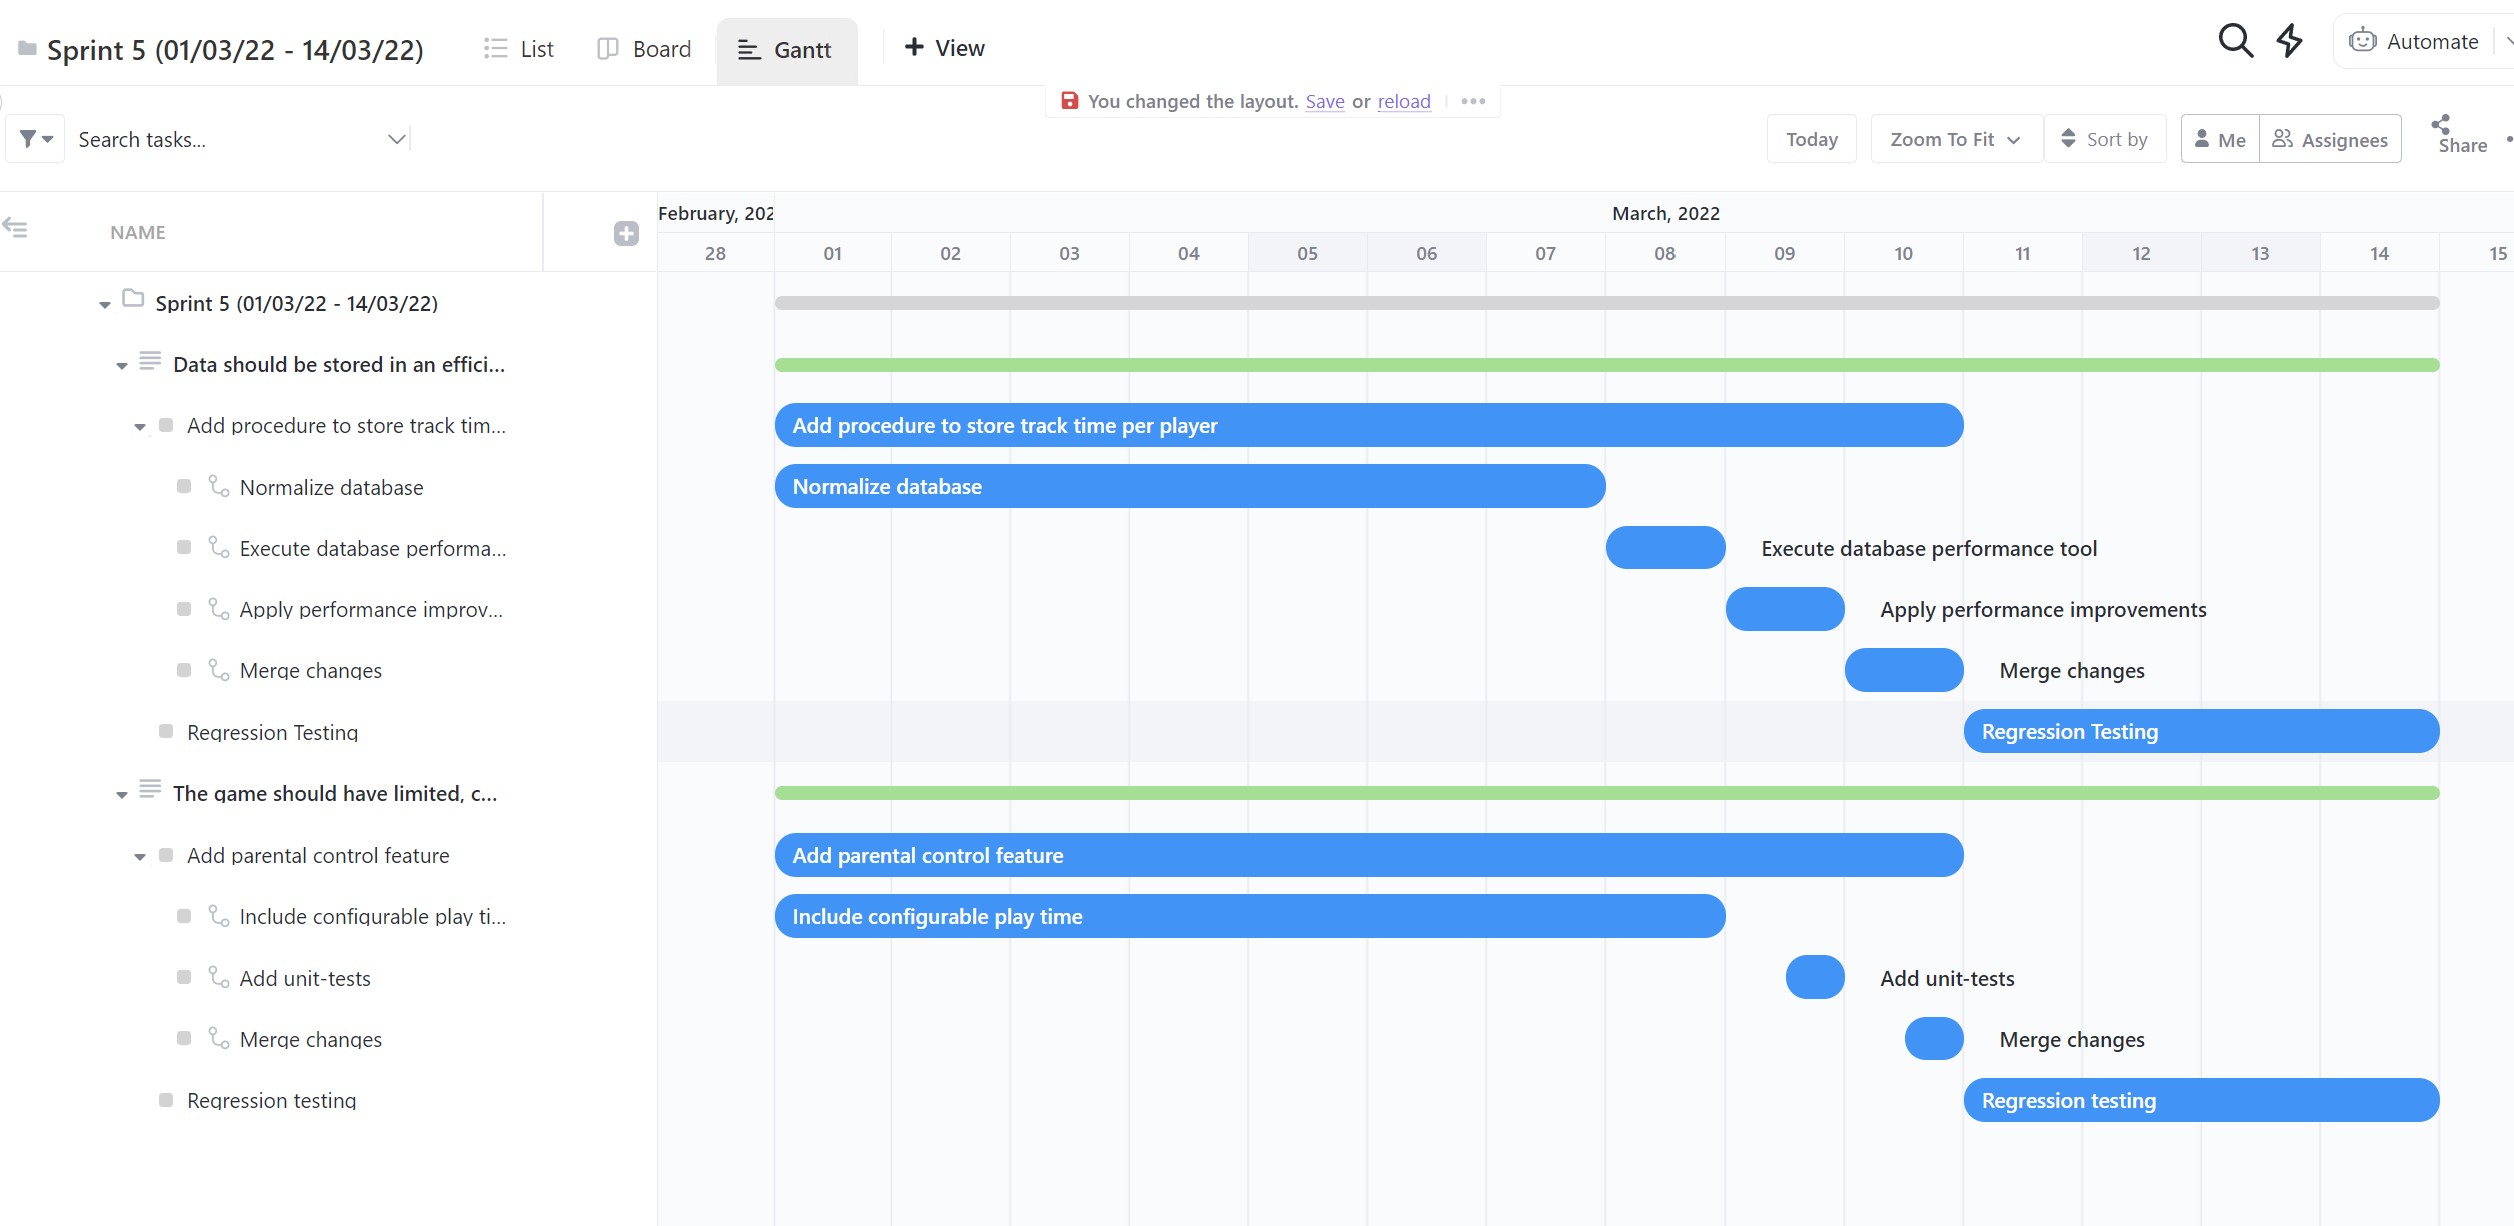 Sprint 5 (01/03/22 - 14/03/22) List Board Gantt + View Automate
You changed the layout. Save or reload
Search tasks... Today Zoom To Fit Sort by Me Assignees Share
NAME
February, 202 March, 2022
28 01 02 03 04 05 06 07 08 09 10 11 12 13 14 15
Sprint 5 (01/03/22 - 14/03/22)
Data should be stored in an effici...
Add procedure to store track tim... Add procedure to store track time per player
Normalize database Normalize database
Execute database performa... Execute database performance tool
Apply performance improv... Apply performance improvements
Merge changes Merge changes
Regression Testing Regression Testing
The game should have limited, c...
Add parental control feature Add parental control feature
Include configurable play ti... Include configurable play time
Add unit-tests Add unit-tests
Merge changes Merge changes
Regression testing Regression testing